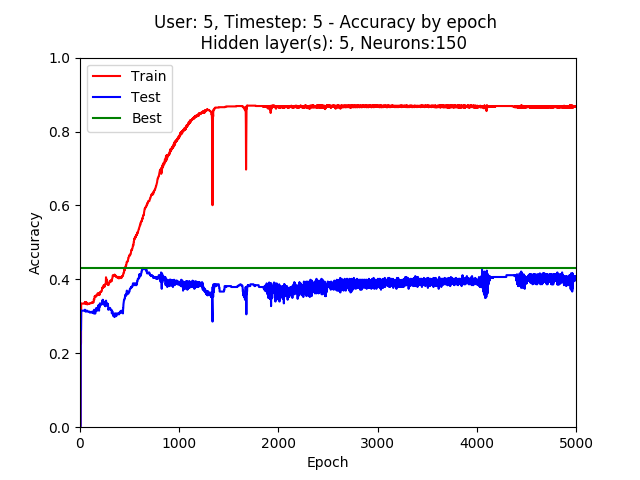 User: 5, Timestep: 5 - Accuracy by epoch
Hidden layer(s): 5, Neurons:150
1.0
Train
Test
Best
0.8
0.6
Accuracy
0.4
0.2
0.0
0 1000 2000 3000 4000 5000
Epoch